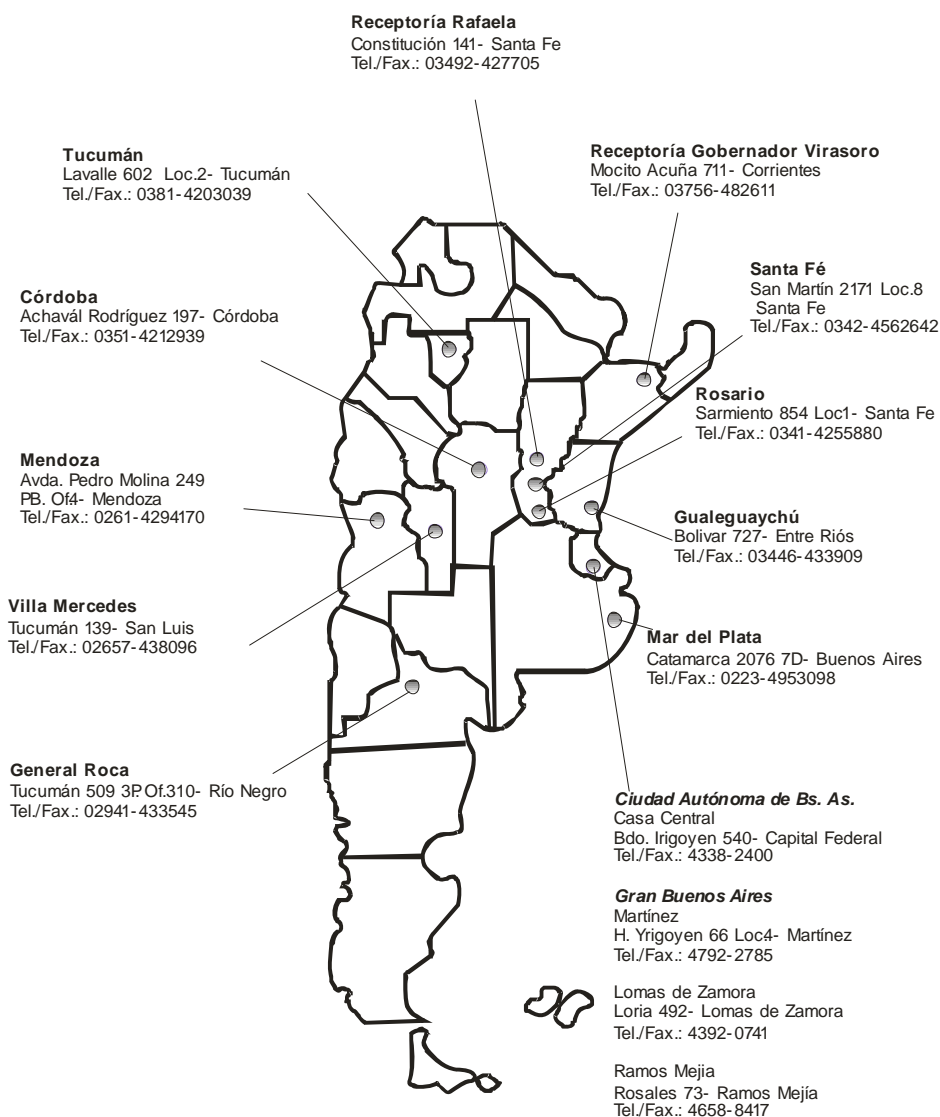 Receptoría Rafaela
Constitución 141- Santa Fe
Tel./Fax.: 03492-427705
Tucumán
Lavalle 602 Loc.2- Tucumán
Tel./Fax.: 0381-4203039
Receptoría Gobernador Virasoro
Mocito Acuña 711- Corrientes
Tel./Fax.: 03756-482611
Santa Fé
San Martín 2171 Loc.8
Santa Fe
Tel./Fax.: 0342-4562642
Córdoba
Achavál Rodríguez 197- Córdoba
Tel./Fax.: 0351-4212939
Rosario
Sarmiento 854 Loc1- Santa Fe
Tel./Fax.: 0341-4255880
Mendoza
Avda. Pedro Molina 249
PB. Of4- Mendoza
Tel./Fax.: 0261-4294170
Gualeguaychú
Bolivar 727- Entre Riós
Tel./Fax.: 03446-433909
Villa Mercedes
Tucumán 139- San Luis
Tel./Fax.: 02657-438096
Mar del Plata
Catamarca 2076 7D- Buenos Aires
Tel./Fax.: 0223-4953098
General Roca
Tucumán 509 3P.Of.310- Río Negro
Tel./Fax.: 02941-433545
Ciudad Autónoma de Bs. As.
Casa Central
Bdo. Irigoyen 540- Capital Federal
Tel./Fax.: 4338-2400
Gran Buenos Aires
Martínez
H. Yrigoyen 66 Loc4- Martínez
Tel./Fax.: 4792-2785
Lomas de Zamora
Loria 492- Lomas de Zamora
Tel./Fax.: 4392-0741
Ramos Mejia
Rosales 73- Ramos Mejía
Tel./Fax.: 4658-8417